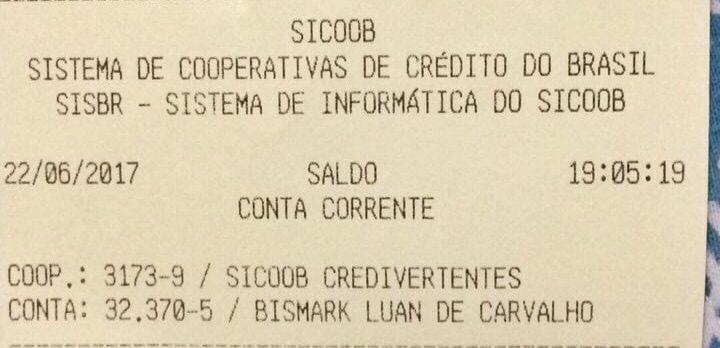 SICOOB
SISTEMA DE COOPERATIVAS DE CRÉDITO DO BRASIL
SISBR - SISTEMA DE INFORMÁTICA DO SICOOB
22/06/2017 SALDO 19:05:19
CONTA CORRENTE
COOP.: 3173-9 / SICOOB CREDIVERTENTES
CONTA: 32.370-5 / BISMARK LUAN DE CARVALHO